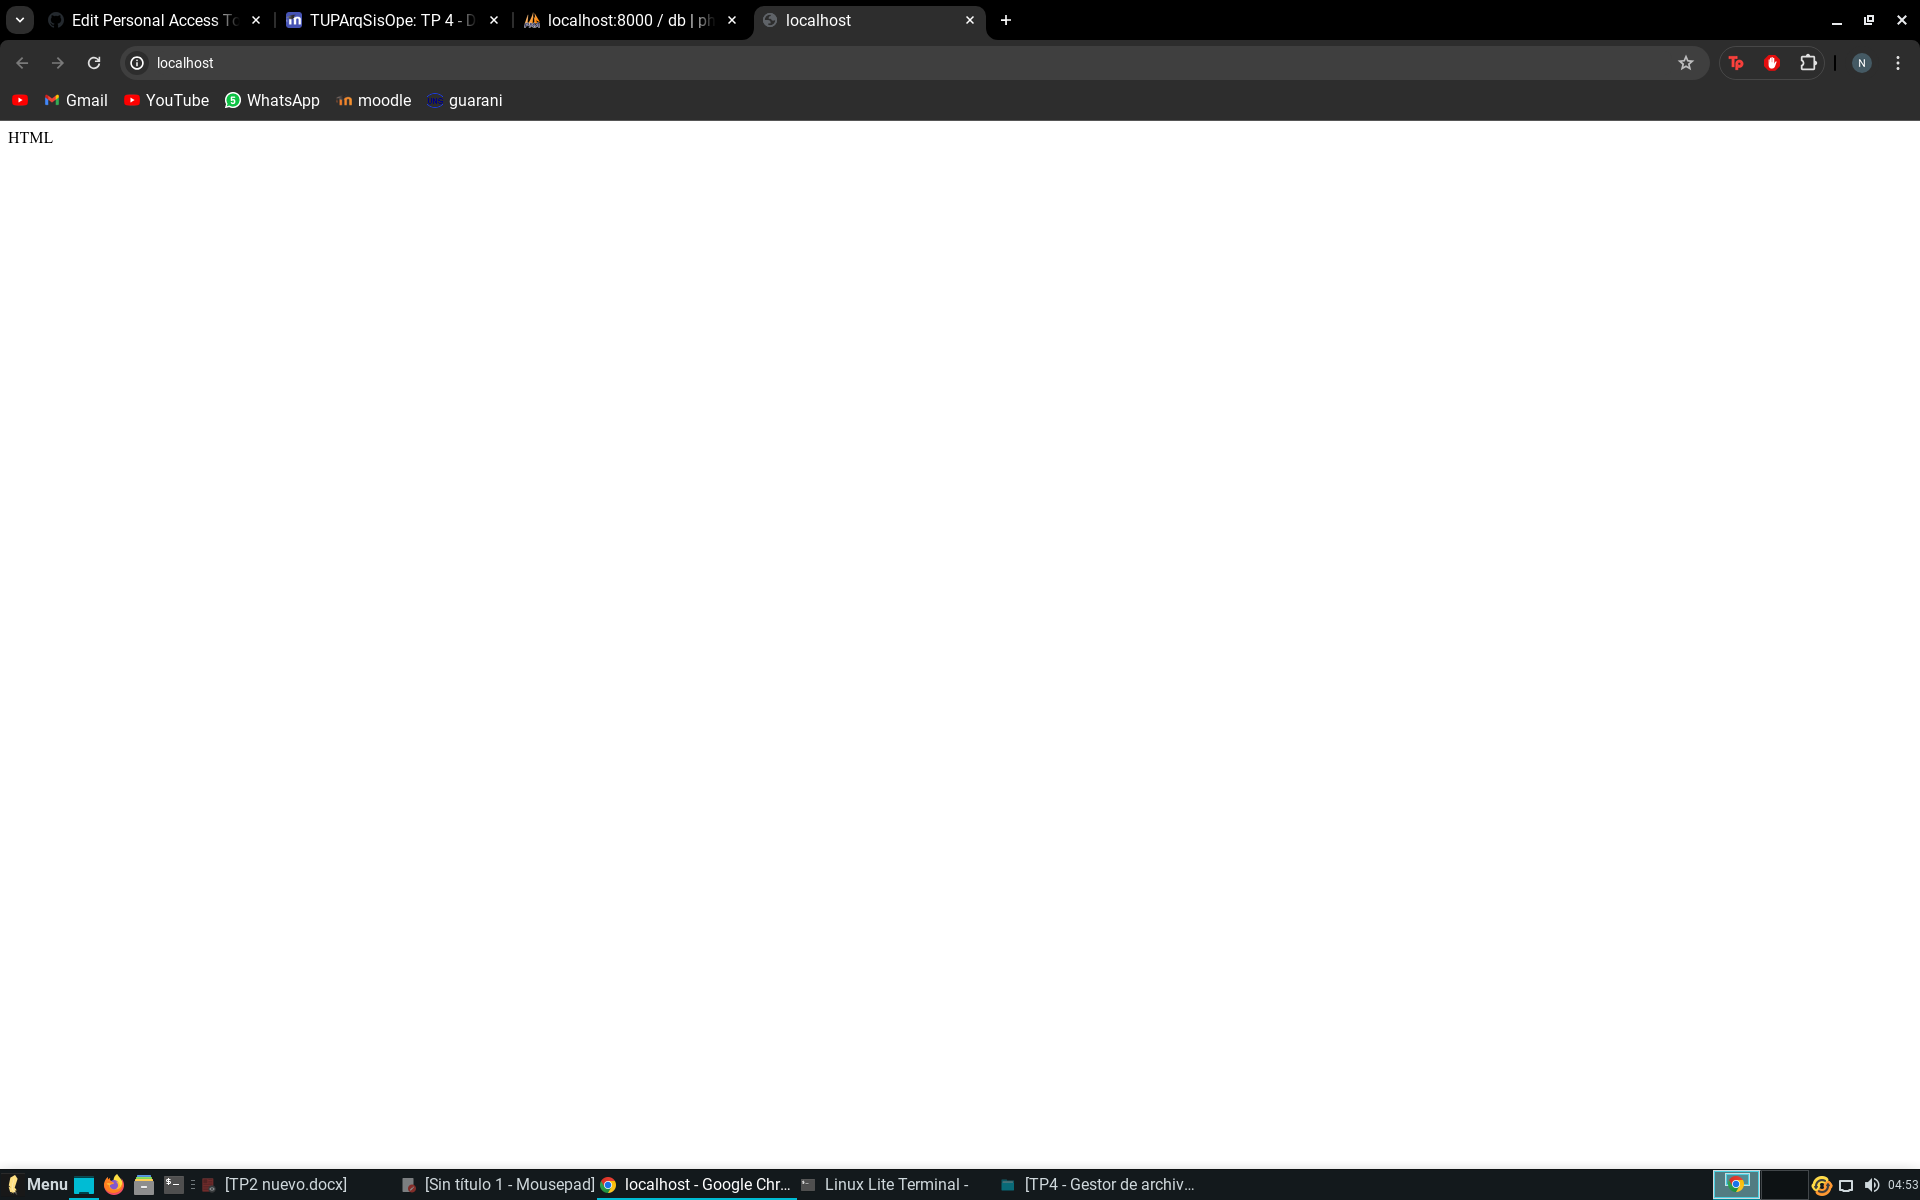 Edit Personal Access To
TUPArqSisOpe: TP 4 - D
localhost:8000 / db | ph
localhost
localhost
Tp
N
Gmail
YouTube
WhatsApp
moodle
guarani
HTML
Menu
[TP2 nuevo.docx]
[Sin título 1 - Mousepad]
localhost - Google Chr...
Linux Lite Terminal -
[TP4 - Gestor de archiv...
04:53